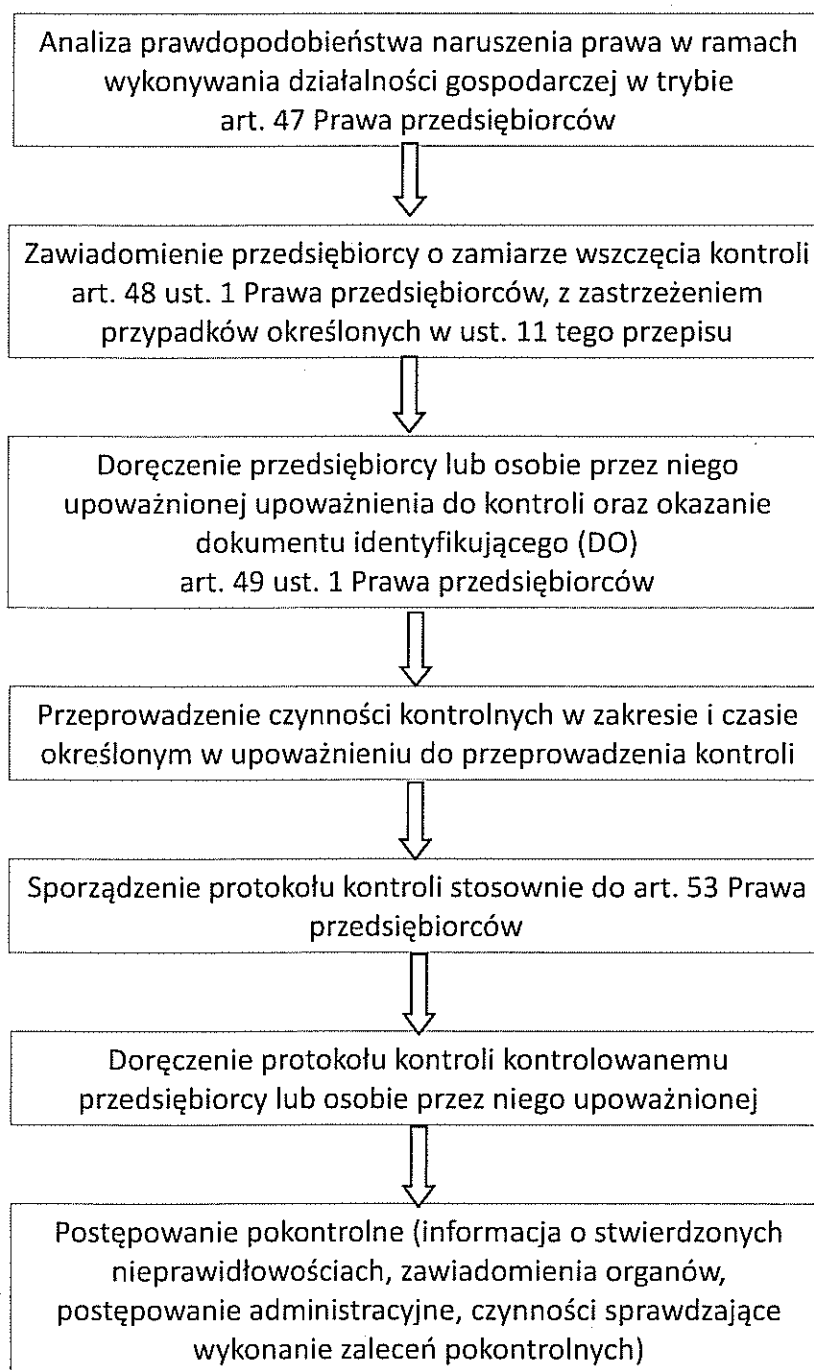 Analiza prawdopodobieństwa naruszenia prawa w ramach
wykonywania działalności gospodarczej w trybie
art. 47 Prawa przedsiębiorców
Zawiadomienie przedsiębiorcy o zamiarze wszczęcia kontroli
art. 48 ust. 1 Prawa przedsiębiorców, z zastrzeżeniem
przypadków określonych w ust. 11 tego przepisu
Doręczenie przedsiębiorcy lub osobie przez niego
upoważnionej upoważnienia do kontroli oraz okazanie
dokumentu identyfikującego (DO)
art. 49 ust. 1 Prawa przedsiębiorców
Przeprowadzenie czynności kontrolnych w zakresie i czasie
określonym w upoważnieniu do przeprowadzenia kontroli
Sporządzenie protokołu kontroli stosownie do art. 53 Prawa
przedsiębiorców
Doręczenie protokołu kontroli kontrolowanemu
przedsiębiorcy lub osobie przez niego upoważnionej
Postępowanie pokontrolne (informacja o stwierdzonych
nieprawidłowościach, zawiadomienia organów,
postępowanie administracyjne, czynności sprawdzające
wykonanie zaleceń pokontrolnych)